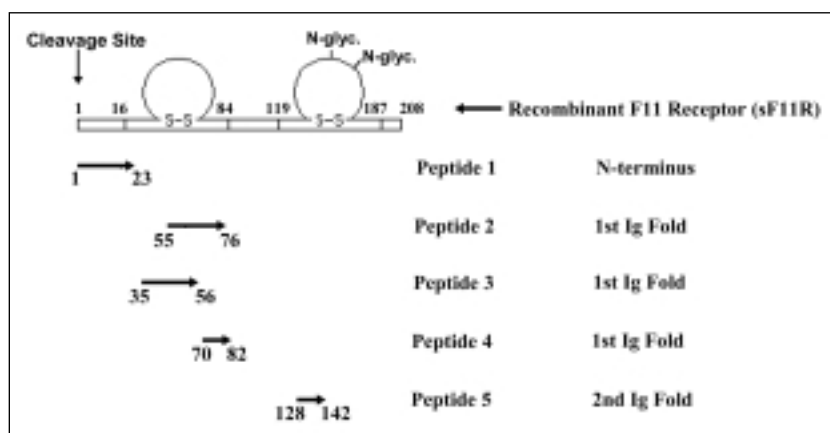 N-glyc.
Cleavage Site
N-glyc.
1 16 84 119 187 208
S-S S-S
Recombinant F11 Receptor (sF11R)
Peptide 1 N-terminus
1 23
Peptide 2 1st Ig Fold
55 76
Peptide 3 1st Ig Fold
35 56
Peptide 4 1st Ig Fold
70 82
Peptide 5 2nd Ig Fold
128 142